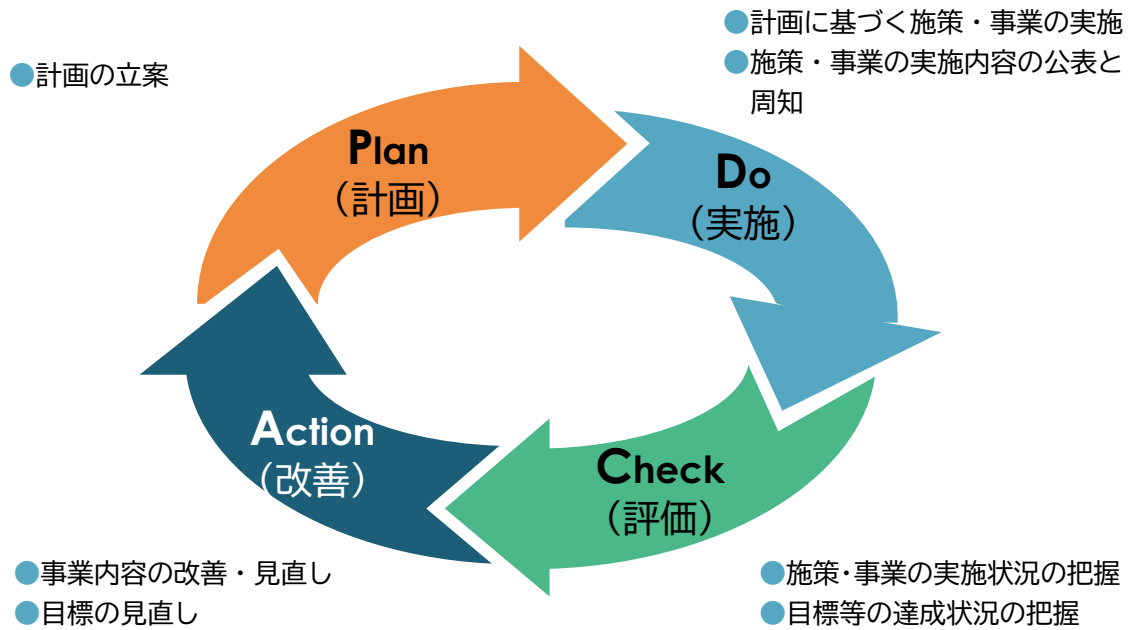 ●計画の立案
●計画に基づく施策・事業の実施
●施策・事業の実施内容の公表と
周知
Plan
（計画）
Do
（実施）
Action
（改善）
Check
（評価）
●事業内容の改善・見直し
●目標の見直し
●施策・事業の実施状況の把握
●目標等の達成状況の把握